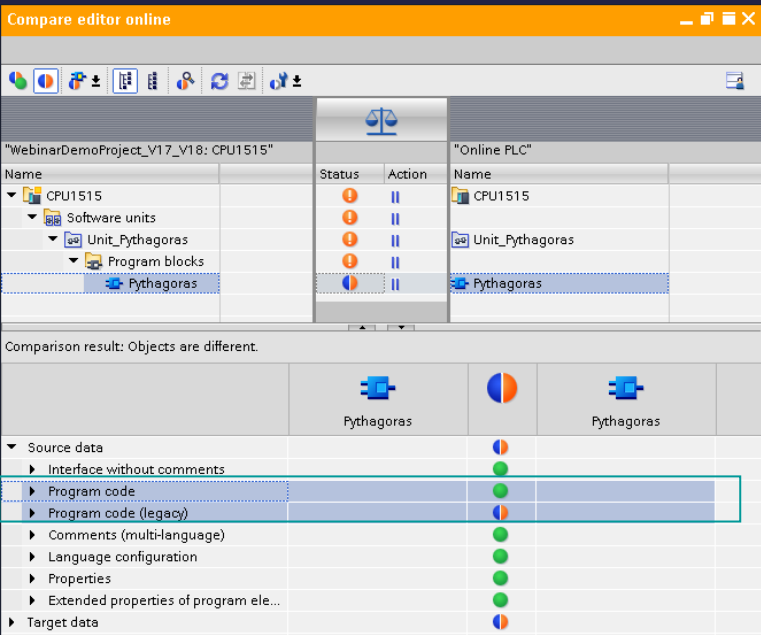 Compare editor online
"WebinarDemoProject_V17_V18: CPU1515" "Online PLC"
Name Status Action Name
CPU1515 CPU1515
Software units
Unit_Pythagoras Unit_Pythagoras
Program blocks
Pythagoras Pythagoras
Comparison result: Objects are different.
Pythagoras Pythagoras
Source data
Interface without comments
Program code
Program code (legacy)
Comments (multi-language)
Language configuration
Properties
Extended properties of program ele...
Target data